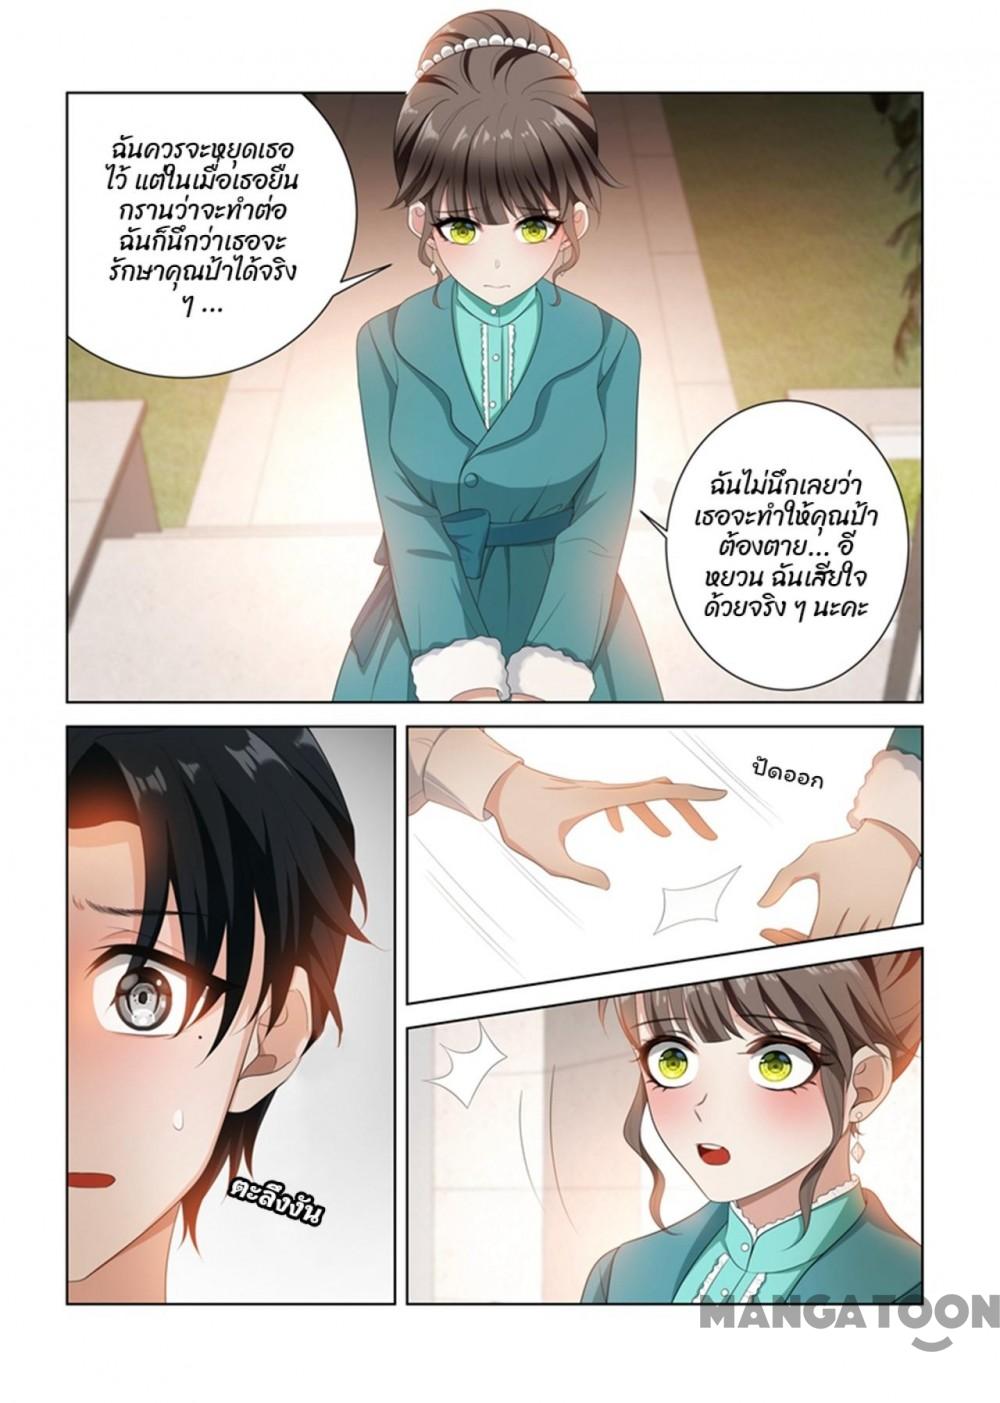 ฉันควรจะหยุดเธอ
ไว้ แต่ในเมื่อเธอยืน
กรานว่าจะทำต่อ
ฉันก็นึกว่าเธอจะ
รักษาคุณป้าได้จริง
ๆ ...
ฉันไม่นึกเลยว่า
เธอจะทำให้คุณป้า
ต้องตาย... อี
หยวน ฉันเสียใจ
ด้วยจริง ๆ นะคะ
ปัดออก
ตะลึงงัน
MANGATOON